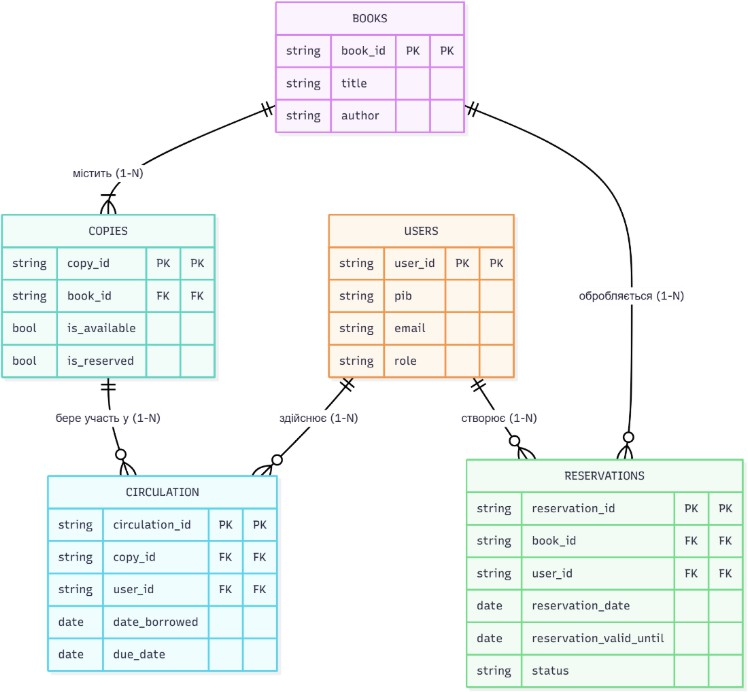 BOOKS
string book_id PK PK
string title
string author
містить (1-N)
COPIES
string copy_id PK PK
string book_id FK FK
bool is_available
bool is_reserved
USERS
string user_id PK PK
string pib
string email
string role
обробляється (1-N)
бере участь у (1-N)
здійснює (1-N)
створює (1-N)
CIRCULATION
string circulation_id PK PK
string copy_id FK FK
string user_id FK FK
date date_borrowed
date due_date
RESERVATIONS
string reservation_id PK PK
string book_id FK FK
string user_id FK FK
date reservation_date
date reservation_valid_until
string status